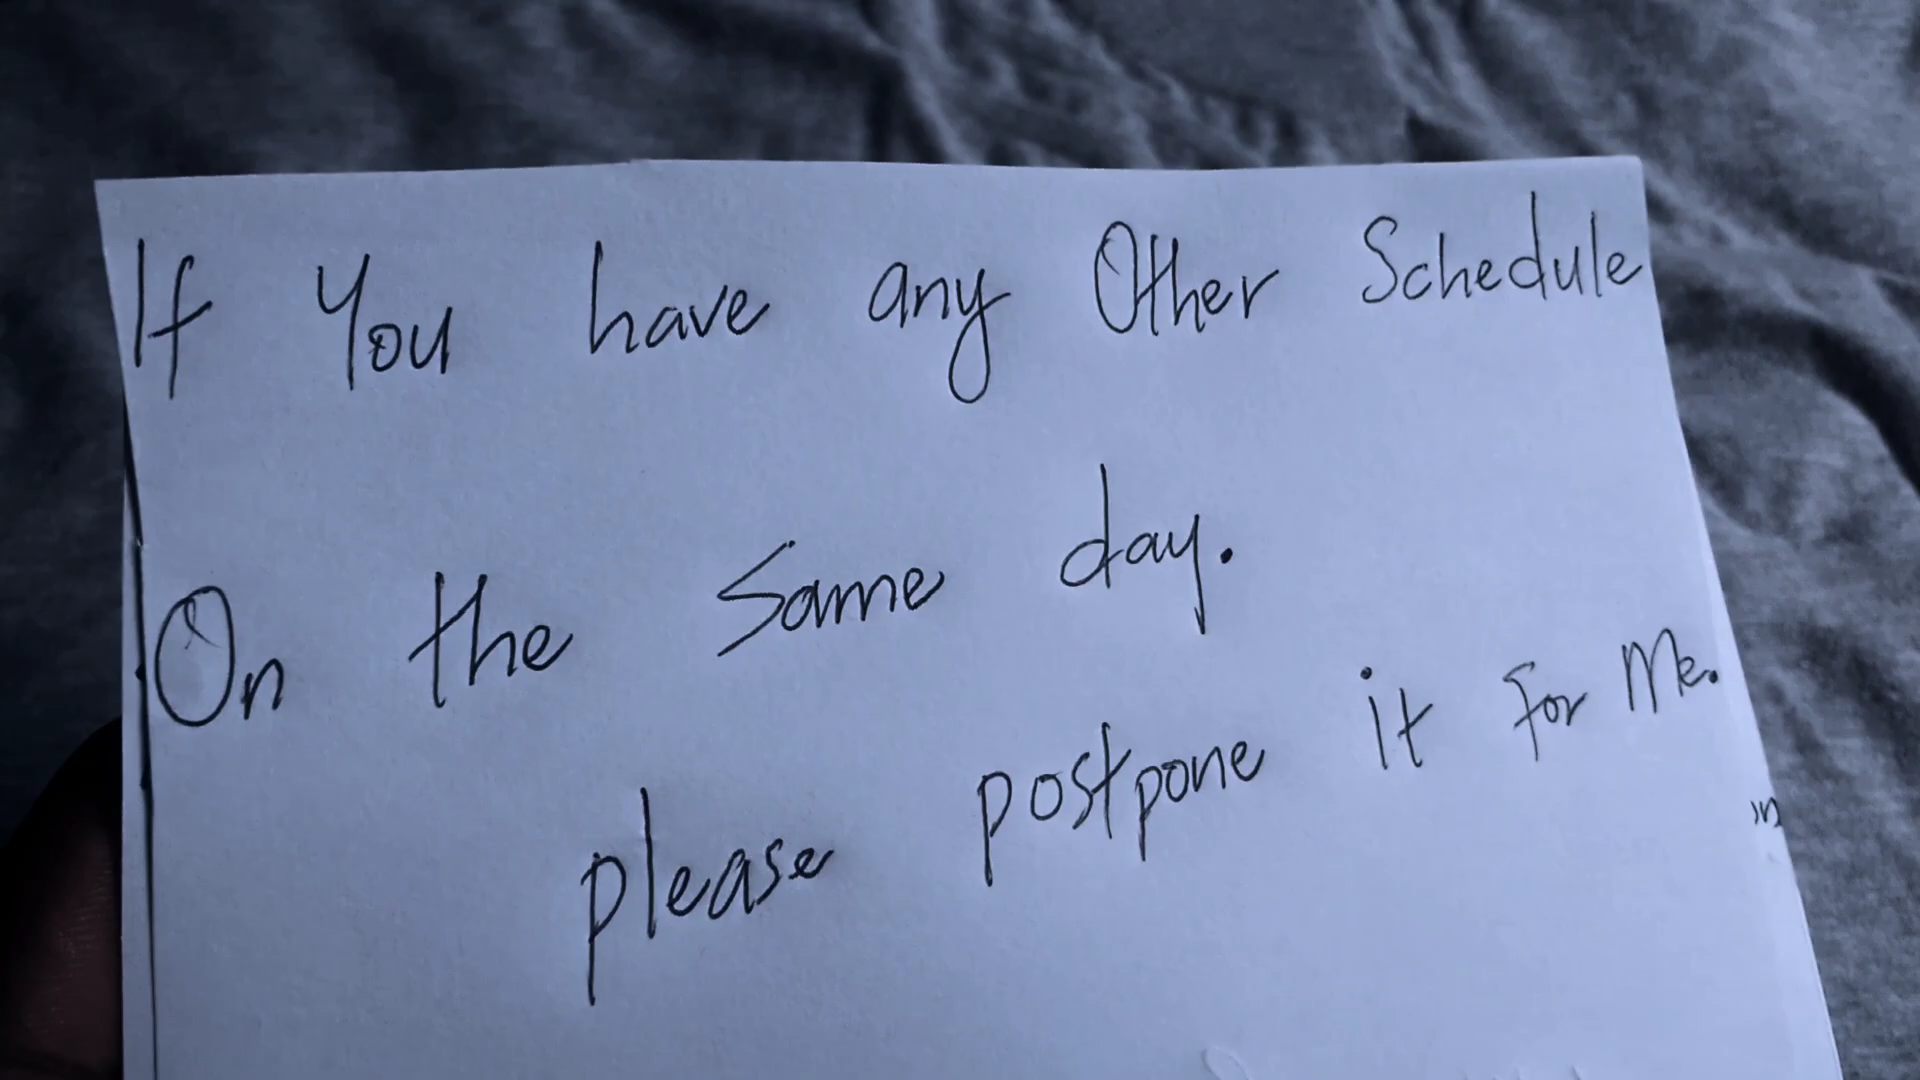 If You have any Other Schedule
On the Same day.
please postpone it for Me.